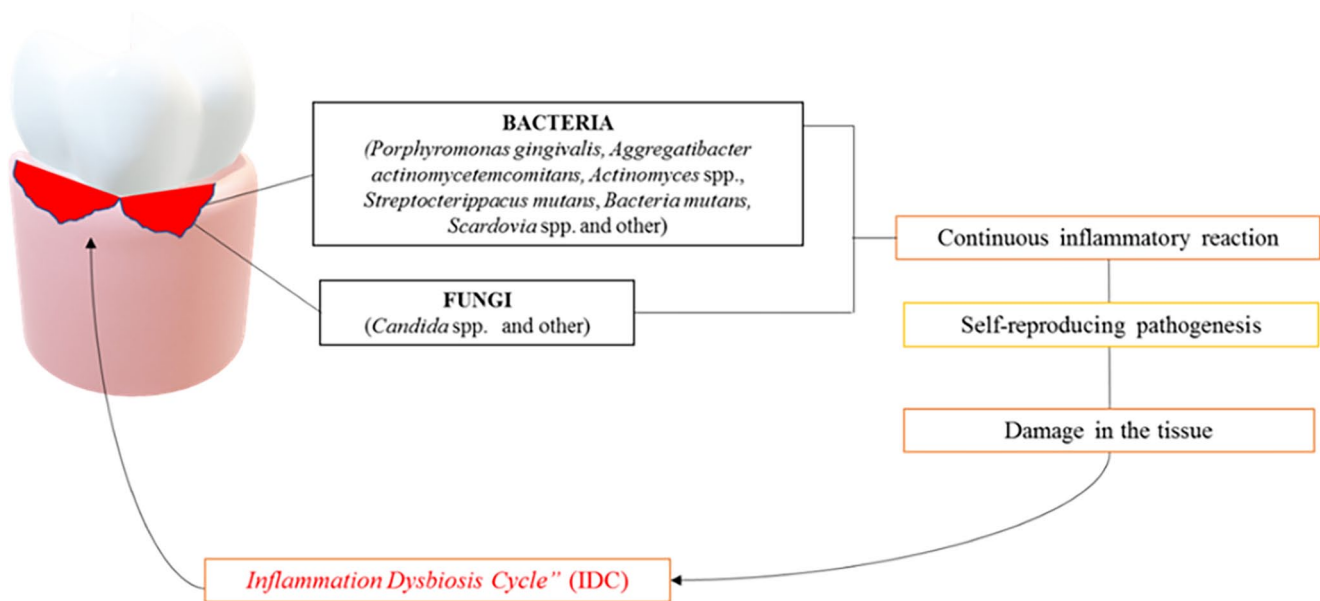 BACTERIA
(Porphyromonas gingivalis, Aggregatibacter
actinomycetemcomitans, Actinomyces spp.,
Streptocterippacus mutans, Bacteria mutans,
Scardovia spp. and other)
FUNGI
(Candida spp. and other)
Continuous inflammatory reaction
Self-reproducing pathogenesis
Damage in the tissue
Inflammation Dysbiosis Cycle” (IDC)